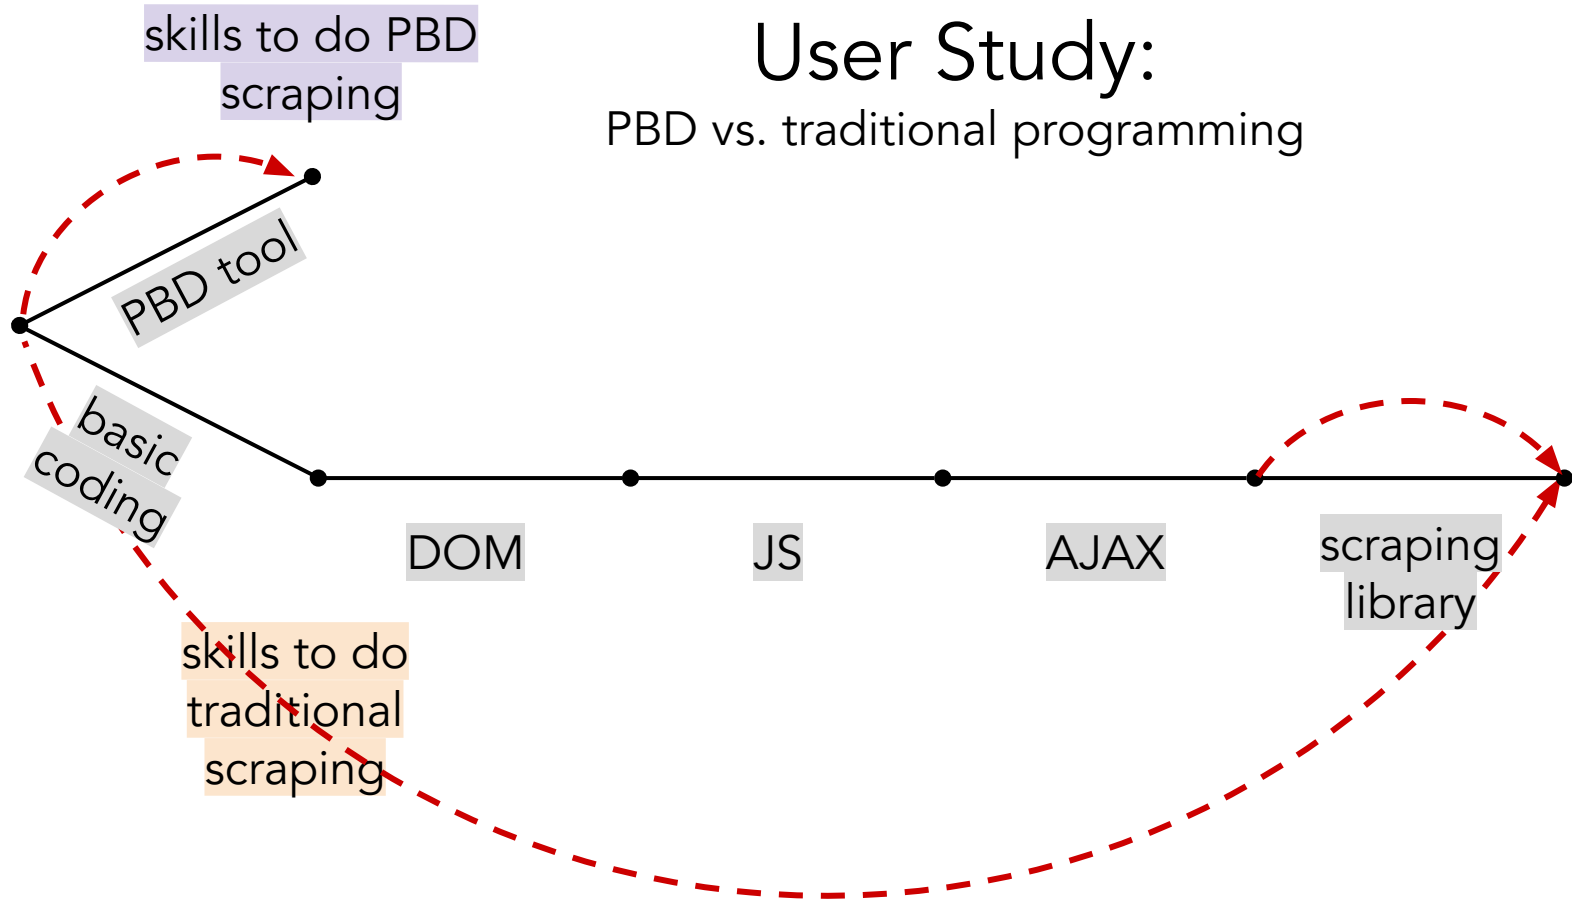 skills to do PBD
scraping
User Study:
PBD vs. traditional programming
PBD tool
basic
coding
DOM
JS
AJAX
scraping
library
skills to do
traditional
scraping